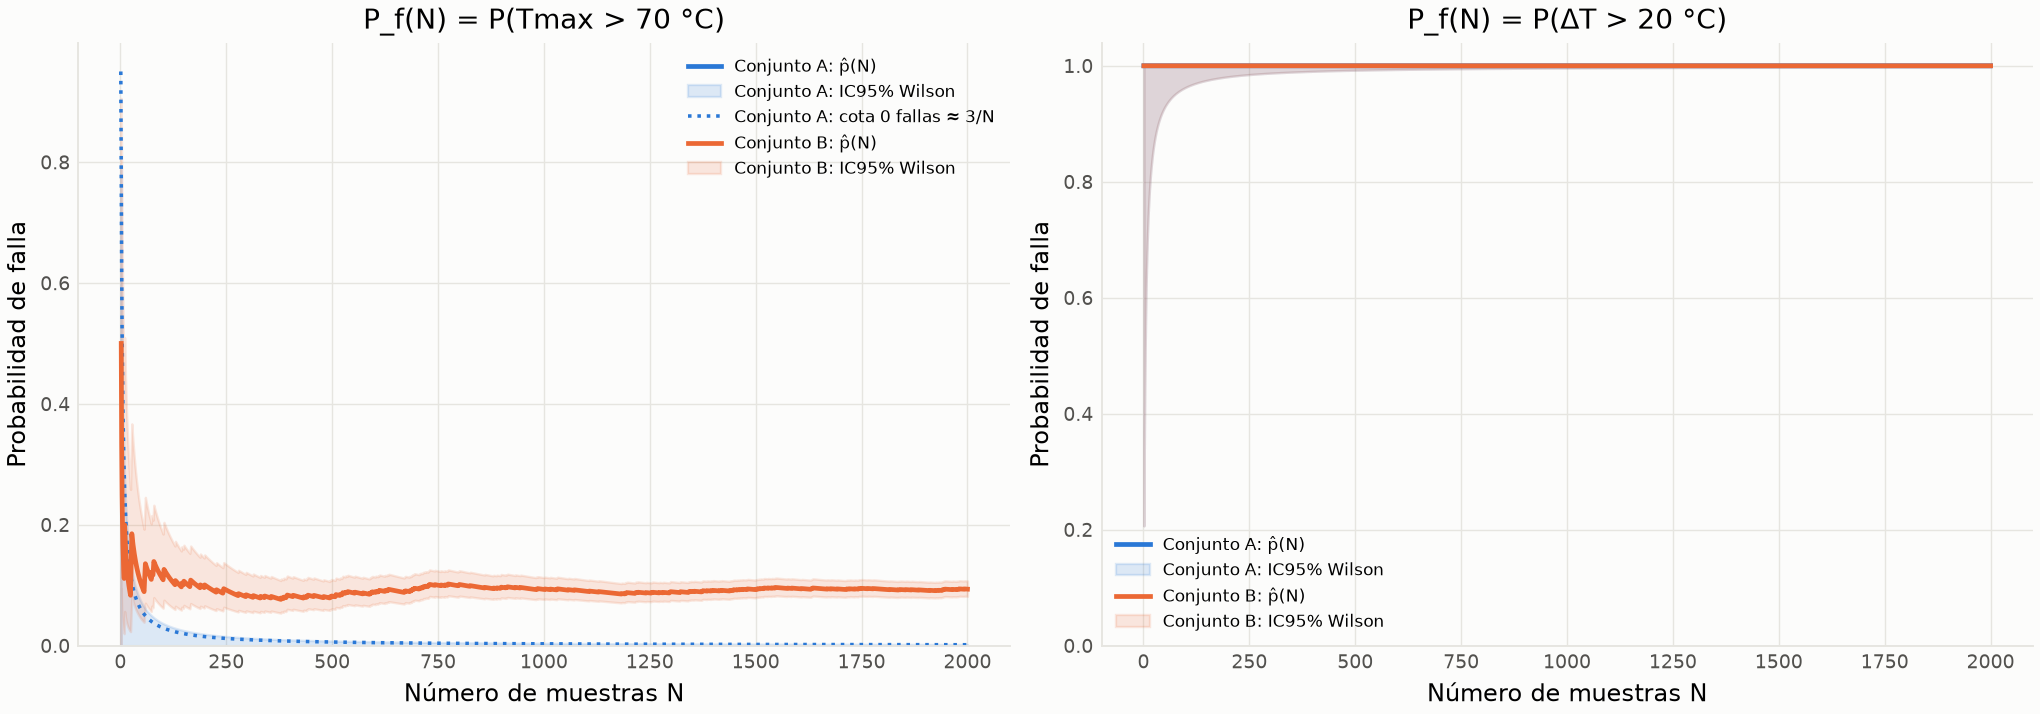 P_f(N) = P(Tmax > 70 °C)
Probabilidad de falla
0.8
0.6
0.4
0.2
0.0
Conjunto A: p̂(N)
Conjunto A: IC95% Wilson
Conjunto A: cota 0 fallas ≈ 3/N
Conjunto B: p̂(N)
Conjunto B: IC95% Wilson
0 250 500 750 1000 1250 1500 1750 2000
Número de muestras N
P_f(N) = P(ΔT > 20 °C)
Probabilidad de falla
1.0
0.8
0.6
0.4
0.2
0.0
Conjunto A: p̂(N)
Conjunto A: IC95% Wilson
Conjunto B: p̂(N)
Conjunto B: IC95% Wilson
0 250 500 750 1000 1250 1500 1750 2000
Número de muestras N